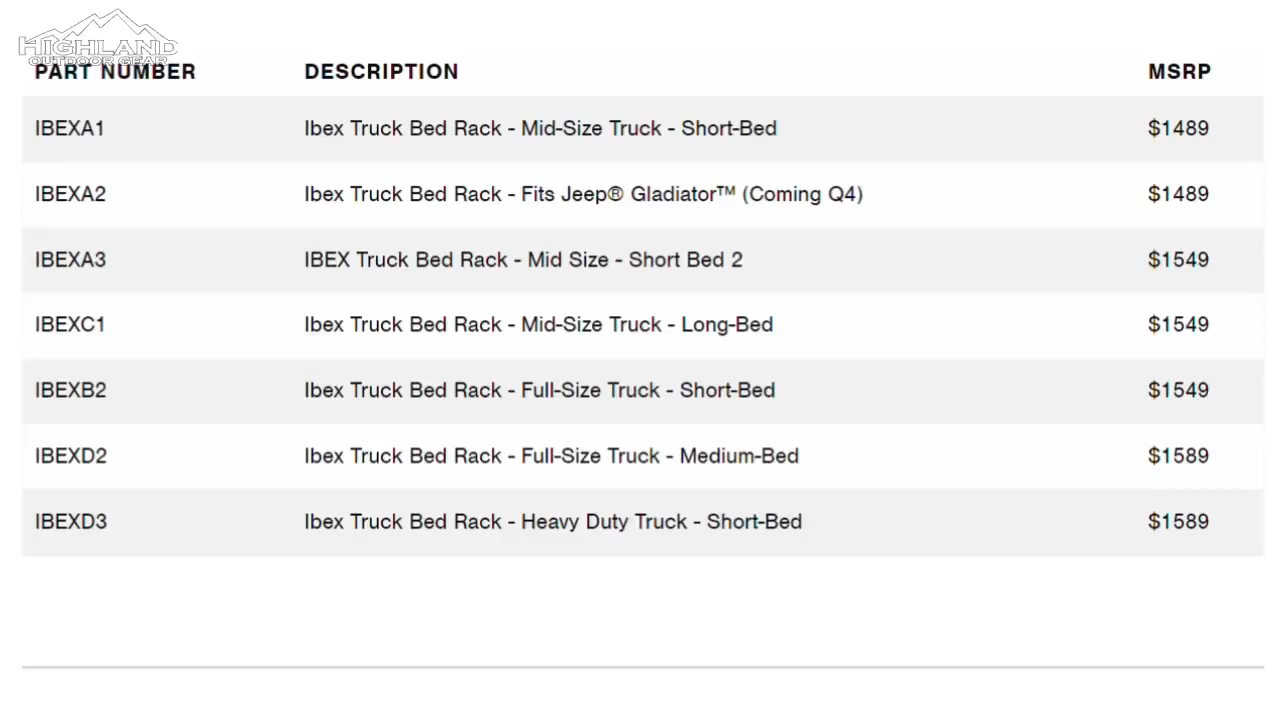 HIGHLAND
OUTDOOR GEAR
PART NUMBER DESCRIPTION MSRP
IBEXA1 Ibex Truck Bed Rack - Mid-Size Truck - Short-Bed $1489
IBEXA2 Ibex Truck Bed Rack - Fits Jeep® Gladiator™ (Coming Q4) $1489
IBEXA3 IBEX Truck Bed Rack - Mid Size - Short Bed 2 $1549
IBEXC1 Ibex Truck Bed Rack - Mid-Size Truck - Long-Bed $1549
IBEXB2 Ibex Truck Bed Rack - Full-Size Truck - Short-Bed $1549
IBEXD2 Ibex Truck Bed Rack - Full-Size Truck - Medium-Bed $1589
IBEXD3 Ibex Truck Bed Rack - Heavy Duty Truck - Short-Bed $1589